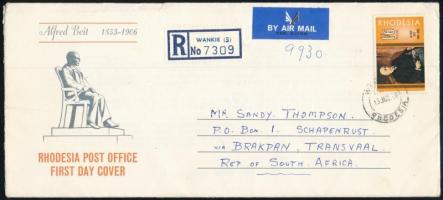 Alfred Beit 1853-1906
R WANKIE (S)
No 7309
BY AIR MAIL
9930.
RHODESIA
MR. SANDY THOMPSON.
P.O. BOX. 1. SCHAPENRUST.
VIA BRAKPAN, TRANSVAAL
REP. OF SOUTH AFRICA.
RHODESIA POST OFFICE
FIRST DAY COVER
RHODESIA